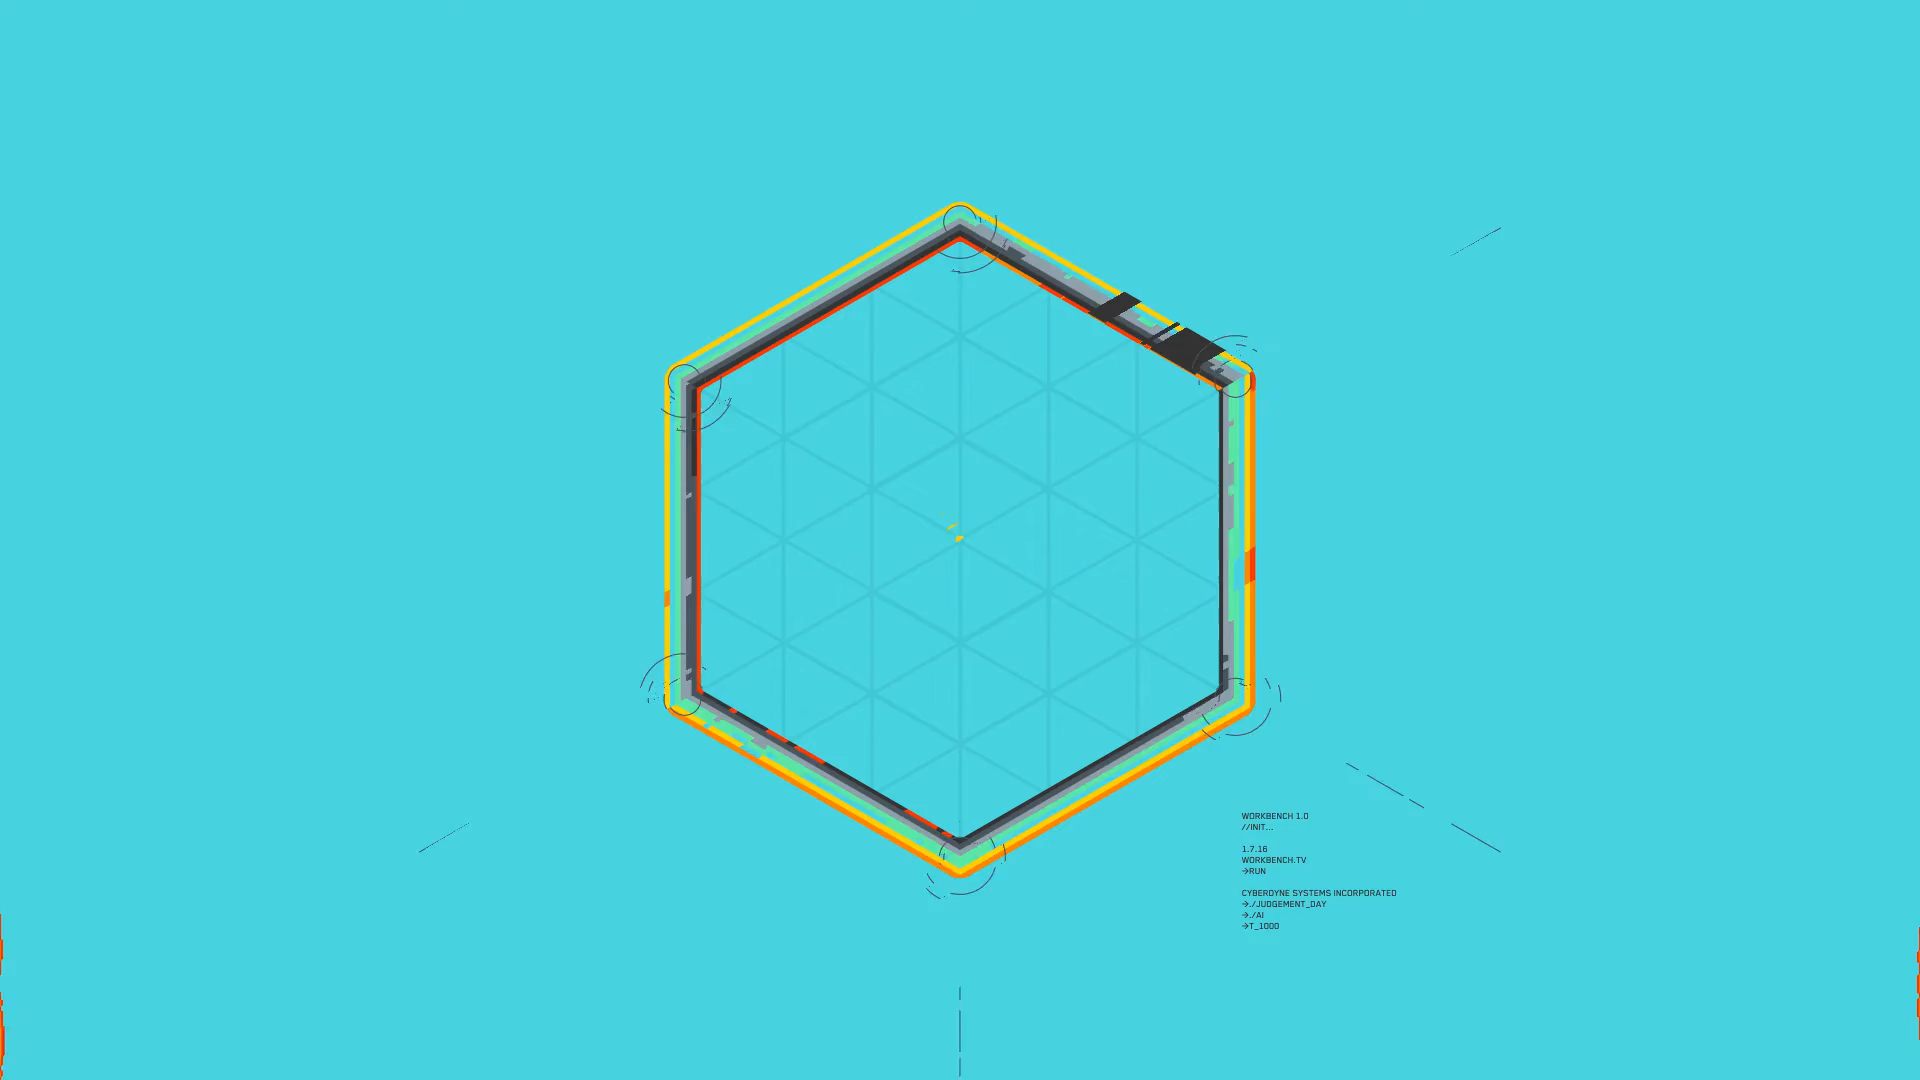 WORKBENCH 1.0
//INIT...
1.7.16
WORKBENCH.TV
→RUN
CYBERDYNE SYSTEMS INCORPORATED
→./JUDGEMENT_DAY
→./AI
→T_1000